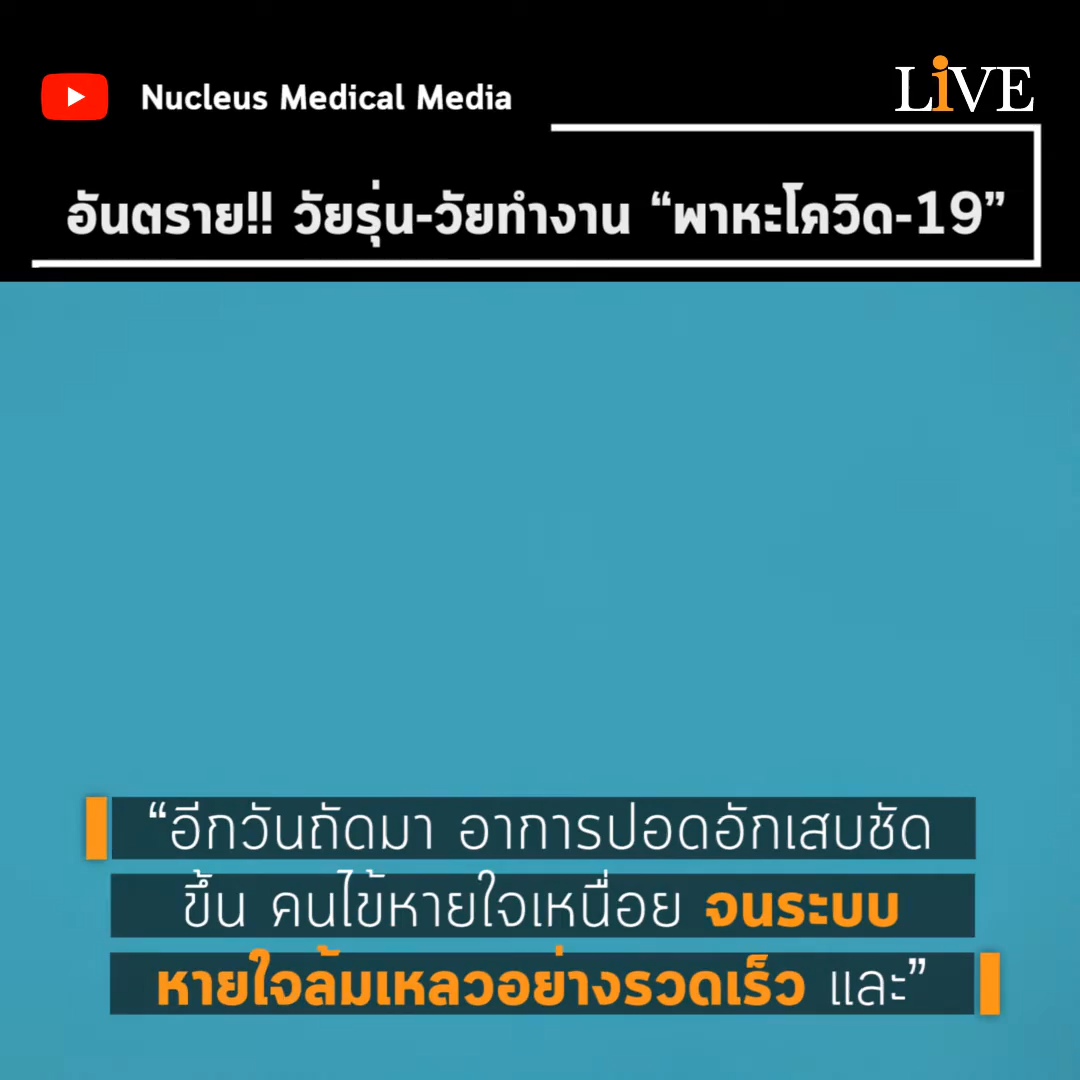 Nucleus Medical Media
LiVE
อันตราย!! วัยรุ่น-วัยทำงาน “พาหะโควิด-19”
“อีกวันถัดมา อาการปอดอักเสบชัด
ขึ้น คนไข้หายใจเหนื่อย จนระบบ
หายใจล้มเหลวอย่างรวดเร็ว และ”